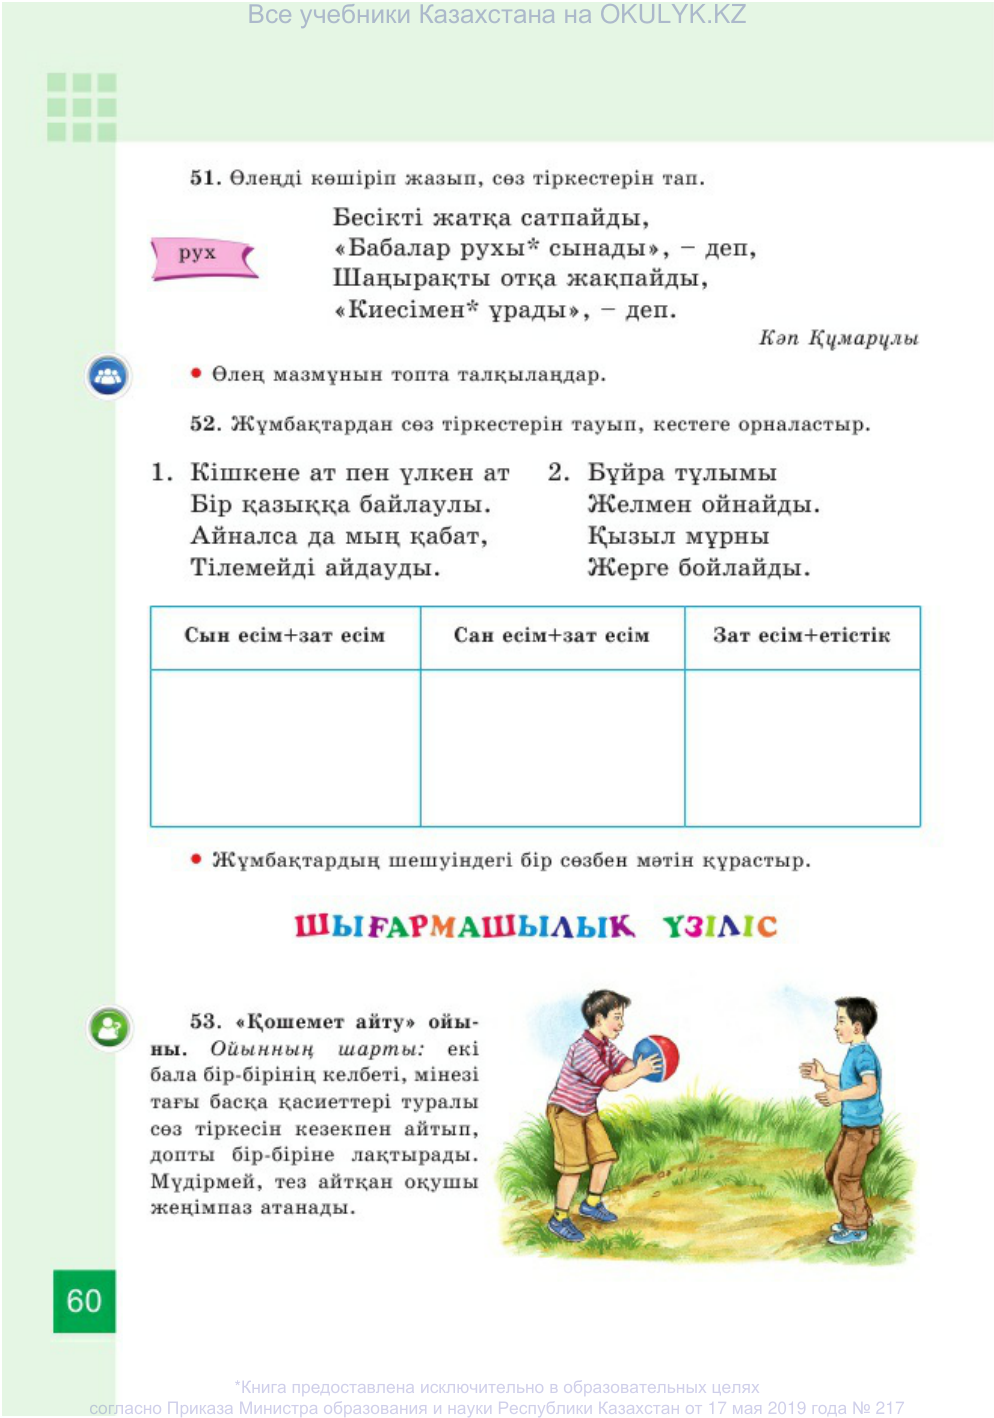 Все учебники Казахстана на OKULYK.KZ
51. Өлеңді көшіріп жазып, сөз тіркестерін тап.
рух
Бесікті жатқа сатпайды,
«Бабалар рухы* сынады», – деп,
Шаңырақты отқа жақпайды,
«Киесімен* ұрады», – деп.
Кәп Құмарұлы
• Өлең мазмұнын топта талқылаңдар.
52. Жұмбақтардан сөз тіркестерін тауып, кестеге орналастыр.
1. Кішкене ат пен үлкен ат
Бір қазыққа байлаулы.
Айналса да мың қабат,
Тілемейді айдауды.
2. Бұйра тұлымы
Желмен ойнайды.
Қызыл мұрны
Жерге бойлайды.
Сын есім+зат есім
Сан есім+зат есім
Зат есім+етістік
• Жұмбақтардың шешуіндегі бір сөзбен мәтін құрастыр.
ШЫҒАРМАШЫЛЫҚ ҮЗІЛІС
53. «Қошемет айту» ойы-
ны. Ойынның шарты: екі
бала бір-бірінің келбеті, мінезі
тағы басқа қасиеттері туралы
сөз тіркесін кезекпен айтып,
допты бір-біріне лақтырады.
Мүдірмей, тез айтқан оқушы
жеңімпаз атанады.
60
*Книга предоставлена исключительно в образовательных целях
согласно Приказа Министра образования и науки Республики Казахстан от 17 мая 2019 года № 217